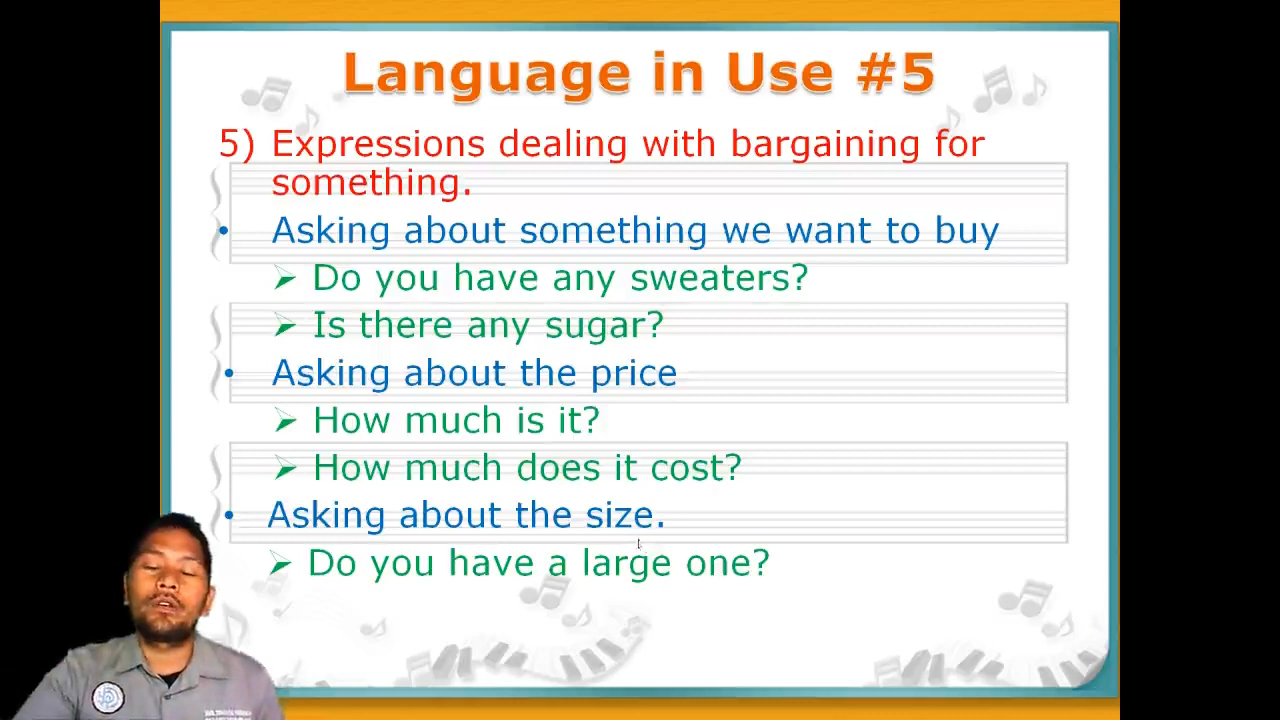 Language in Use #5
5) Expressions dealing with bargaining for
something.
• Asking about something we want to buy
➢ Do you have any sweaters?
➢ Is there any sugar?
• Asking about the price
➢ How much is it?
➢ How much does it cost?
• Asking about the size.
➢ Do you have a large one?